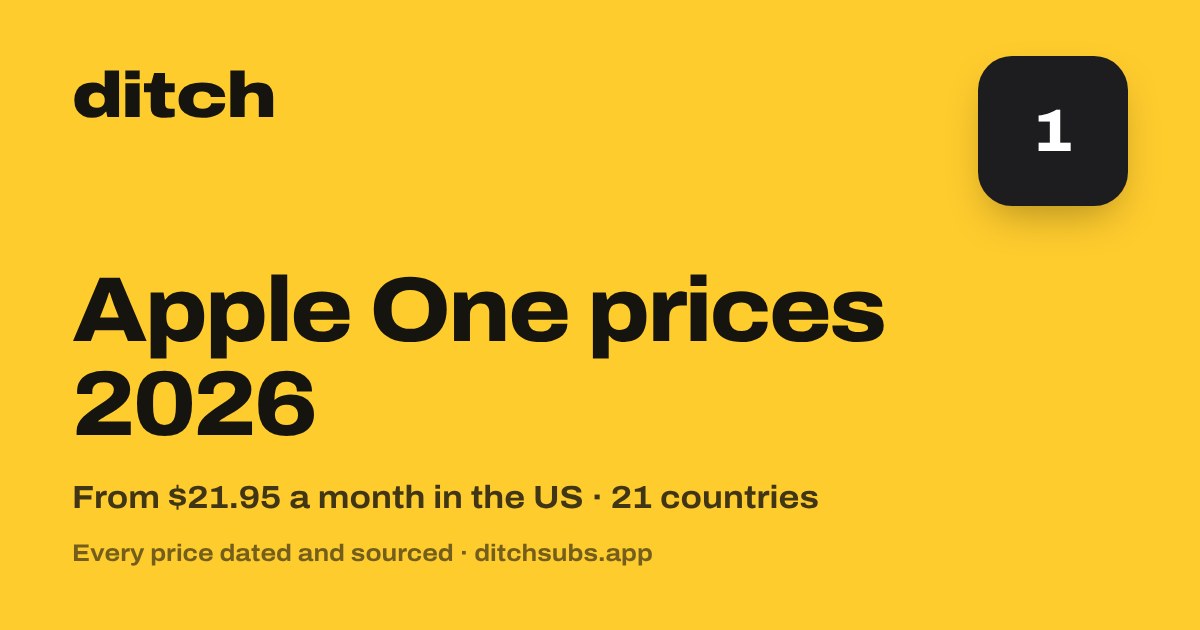 ditch
1
Apple One prices
2026
From $21.95 a month in the US · 21 countries
Every price dated and sourced · ditchsubs.app